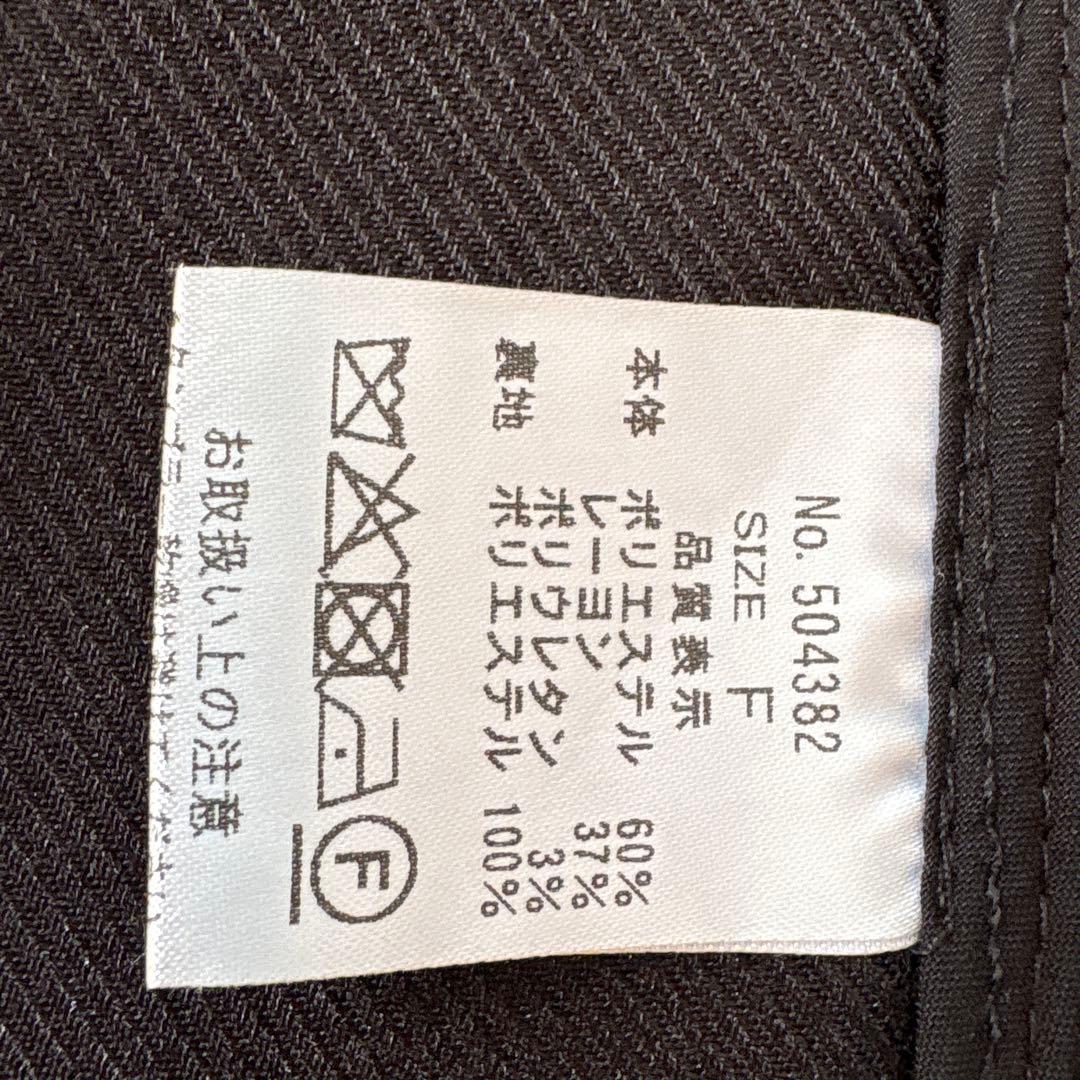 No. 504382
SIZE F
品質表示
本体 ポリエステル 60%
レーヨン 37%
ポリウレタン 3%
裏地 ポリエステル 100%
F
お取扱い上の注意